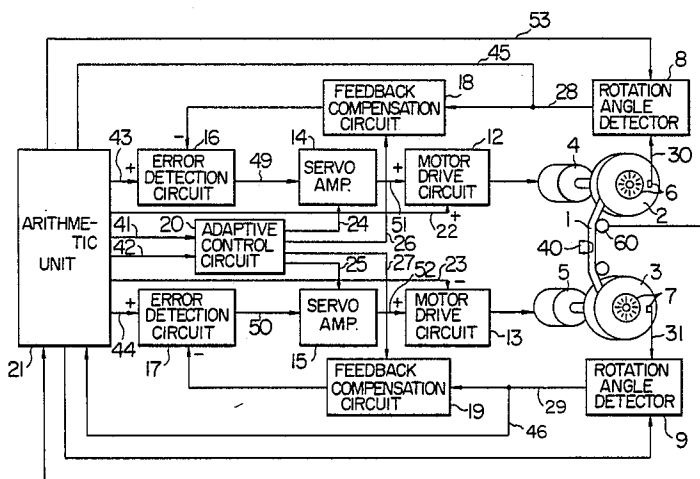 53
45
8
FEEDBACK
COMPENSATION
CIRCUIT
18
28
ROTATION
ANGLE
DETECTOR
43
+
−
16
ERROR
DETECTION
CIRCUIT
49
14
SERVO
AMP.
+
12
MOTOR
DRIVE
CIRCUIT
4
30
6
2
51
ARITHME-
TIC
UNIT
41
42
20
ADAPTIVE
CONTROL
CIRCUIT
24
26
22
+
1
40
60
25
27
52
23
−
5
3
7
+
44
ERROR
DETECTION
CIRCUIT
17
−
50
SERVO
AMP.
15
+
MOTOR
DRIVE
CIRCUIT
13
31
21
FEEDBACK
COMPENSATION
CIRCUIT
19
29
46
ROTATION
ANGLE
DETECTOR
9